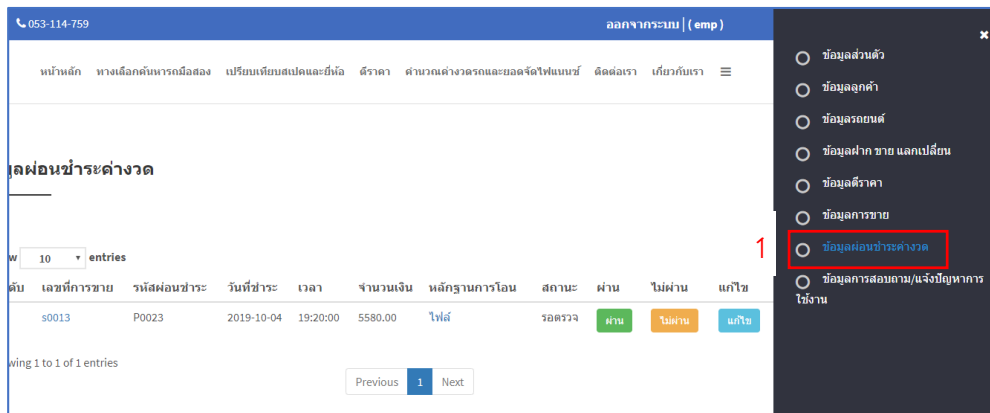 053-114-759 ออกจากระบบ | ( emp )
×
หน้าหลัก ทางเลือกค้นหารถมือสอง เปรียบเทียบสเปคและยี่ห้อ ตีราคา คำนวณค่างวดรถและยอดจัดไฟแนนซ์ ติดต่อเรา เกี่ยวกับเรา
ข้อมูลส่วนตัว
ข้อมูลลูกค้า
ข้อมูลรถยนต์
ข้อมูลฝาก ขาย แลกเปลี่ยน
ข้อมูลตีราคา
ข้อมูลการขาย
1 ข้อมูลผ่อนชำระค่างวด
ข้อมูลการสอบถาม/แจ้งปัญหาการ
ใช้งาน
มูลผ่อนชำระค่างวด
w 10 entries
ดับ เลขที่การขาย รหัสผ่อนชำระ วันที่ชำระ เวลา จำนวนเงิน หลักฐานการโอน สถานะ ผ่าน ไม่ผ่าน แก้ไข
s0013 P0023 2019-10-04 19:20:00 5580.00 ไฟล์ รอตรวจ ผ่าน ไม่ผ่าน แก้ไข
wing 1 to 1 of 1 entries
Previous 1 Next